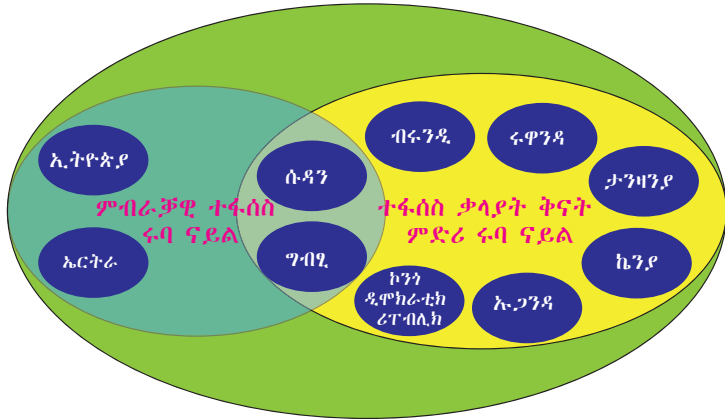 ኢትዮጵያ
ኤርትራ
ምብራቓዊ ተፋሰስ
ሩባ ናይል
ሱዳን
ግብፂ
ብሩንዲ
ሩዋንዳ
ታንዛንያ
ተፋሰስ ቃላያት ቅናት
ምድሪ ሩባ ናይል
ኬንያ
ኡጋንዳ
ኮንጎ
ዲሞክራቲክ
ሪፐብሊክ